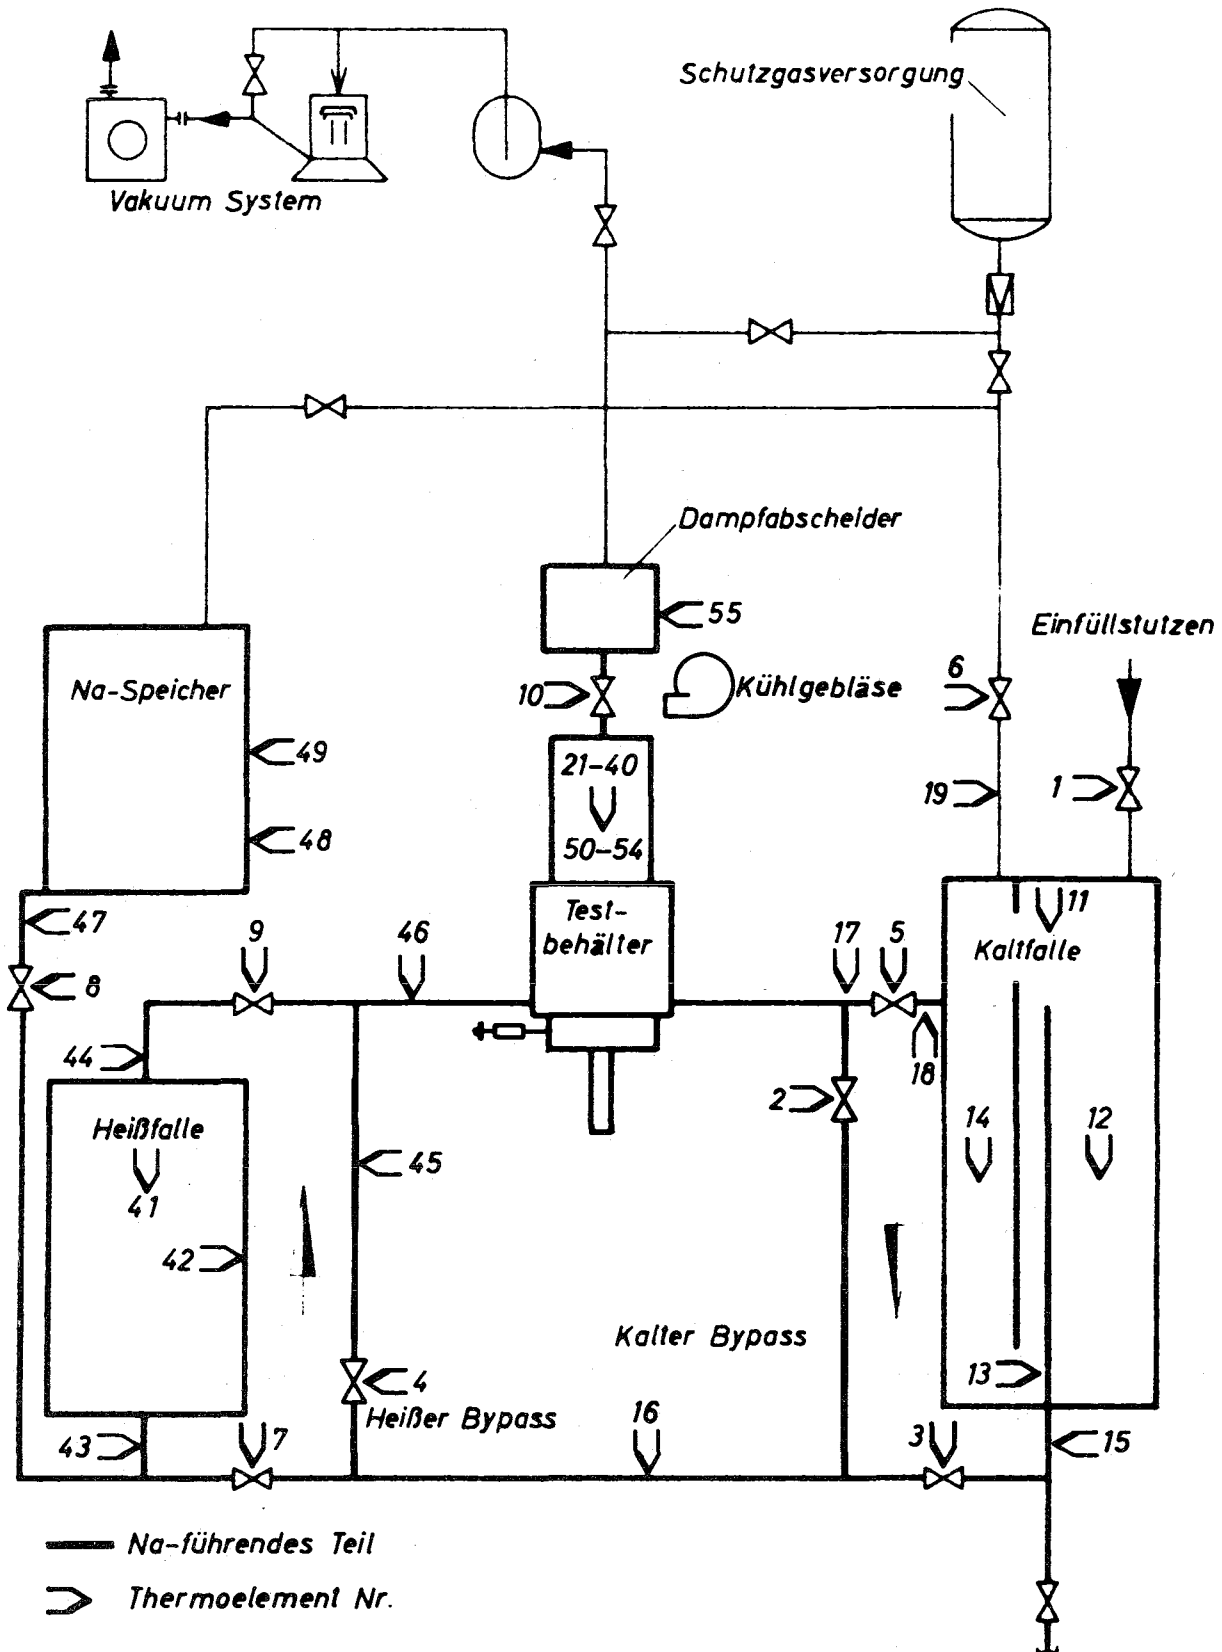 Schutzgasversorgung
Vakuum System
Dampfabscheider
55
Einfüllstutzen
Na-Speicher
10
Kühlgebläse
6
49
21-40
19
1
48
50-54
47
9
46
Test-
behälter
17
5
11
Kaltfalle
8
44
18
2
Heißfalle
14
12
45
41
42
Kalter Bypass
13
4
Heißer Bypass
16
43
7
3
15
Na-führendes Teil
Thermoelement Nr.